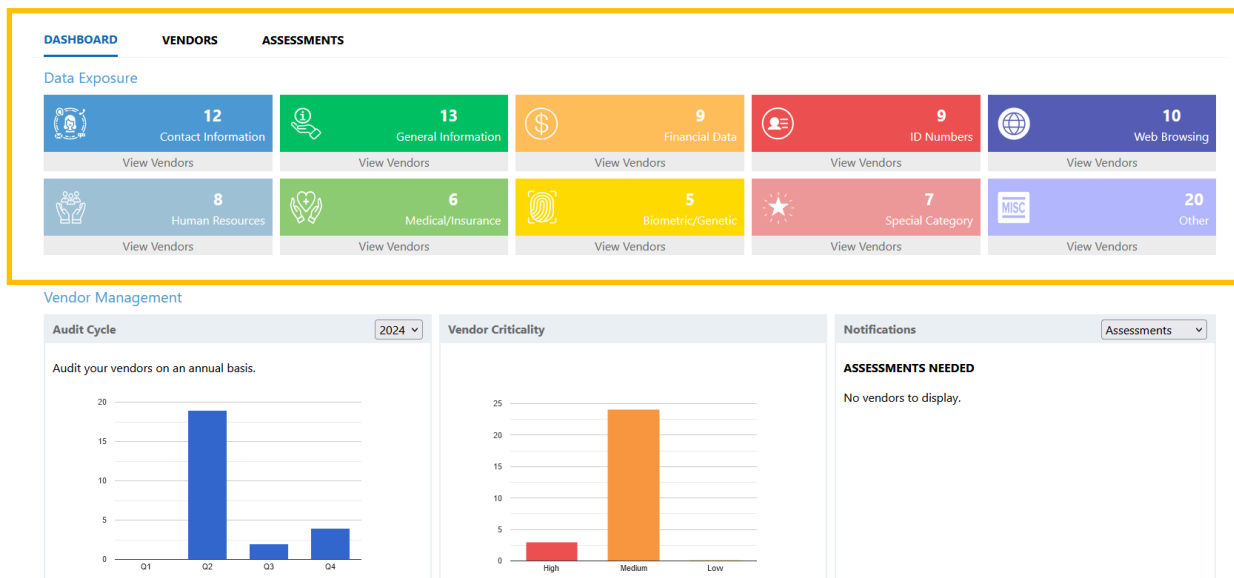 DASHBOARD VENDORS ASSESSMENTS
Data Exposure
12 13 9 9 10
Contact Information General Information Financial Data ID Numbers Web Browsing
View Vendors View Vendors View Vendors View Vendors View Vendors
8 6 5 7 MISC 20
Human Resources Medical/Insurance Biometric/Genetic Special Category Other
View Vendors View Vendors View Vendors View Vendors View Vendors
Vendor Management
Audit Cycle 2024
Audit your vendors on an annual basis.
20
15
10
5
0
Q1 Q2 Q3 Q4
Vendor Criticality
25
20
15
10
5
0
High Medium Low
Notifications Assessments
ASSESSMENTS NEEDED
No vendors to display.